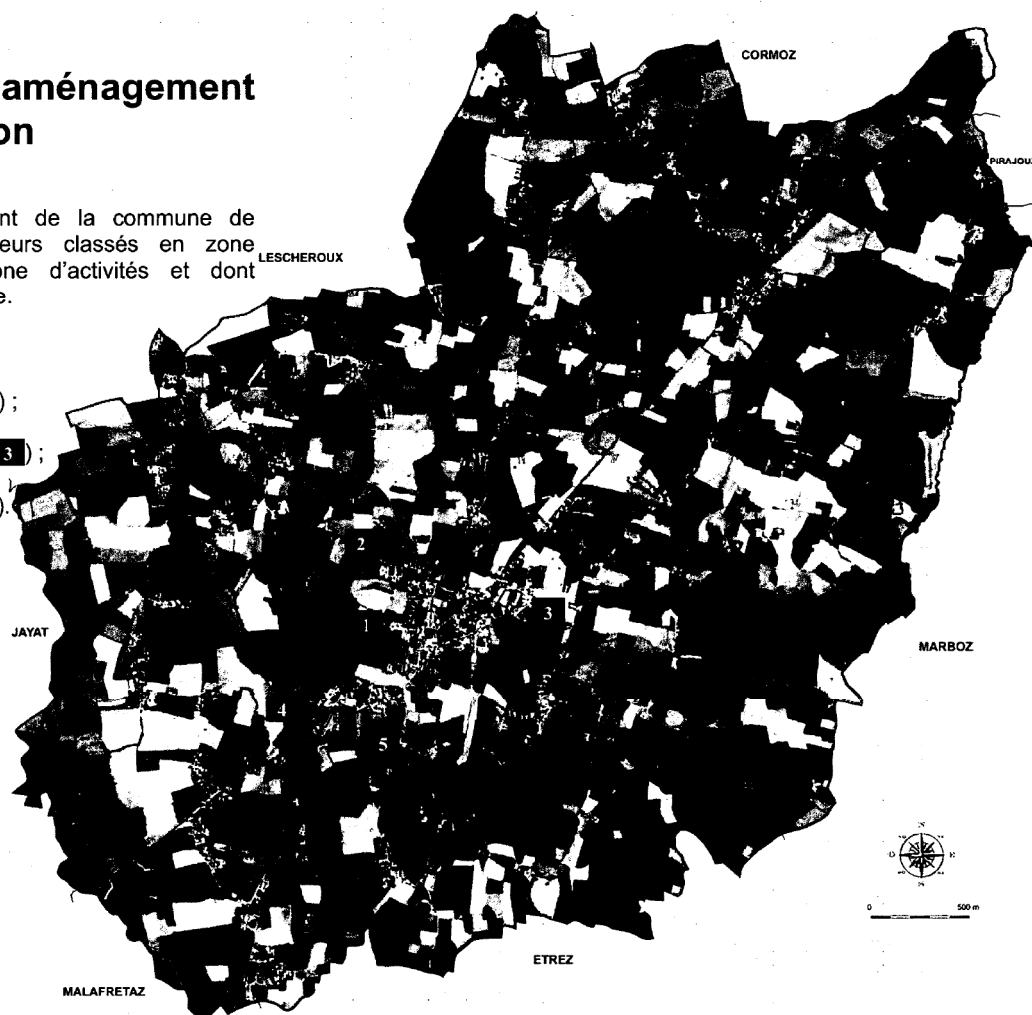 aménagement
on
nt de la commune de
eurs classés en zone
one d'activités et dont
e.
) ;
3 ) ;
).
CORMOZ
PIRAJOUX
LESCHEROUX
2
3
1
JAYAT
MARBOZ
4
5
N
O E
S
0 500 m
ETREZ
MALAFRETAZ